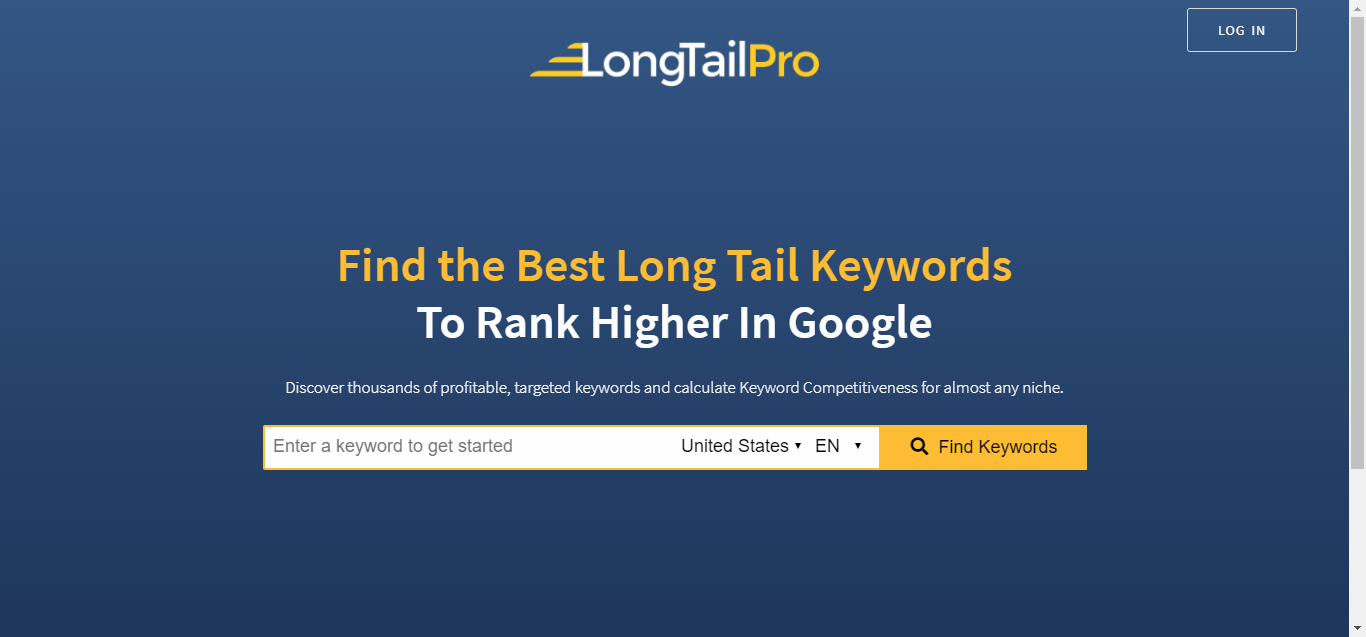 LOG IN
LongTailPro
Find the Best Long Tail Keywords
To Rank Higher In Google
Discover thousands of profitable, targeted keywords and calculate Keyword Competitiveness for almost any niche.
Enter a keyword to get started United States EN Find Keywords